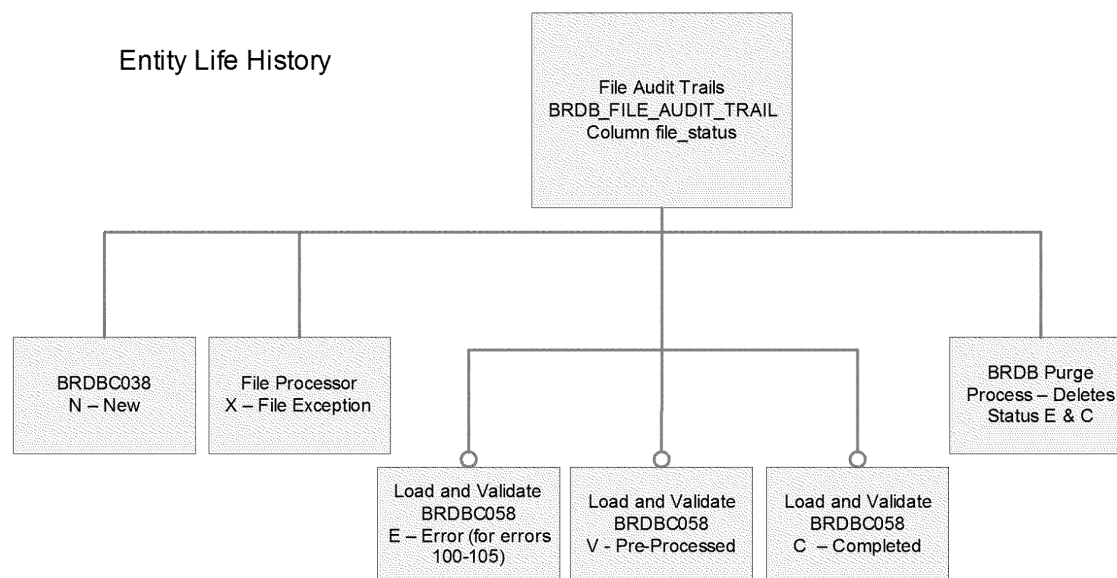 Entity Life History
File Audit Trails
BRDB_FILE_AUDIT_TRAIL
Column file_status
BRDBC038
N – New
File Processor
X – File Exception
BRDB Purge
Process – Deletes
Status E & C
Load and Validate
BRDBC058
E – Error (for errors
100-105)
Load and Validate
BRDBC058
V - Pre-Processed
Load and Validate
BRDBC058
C – Completed